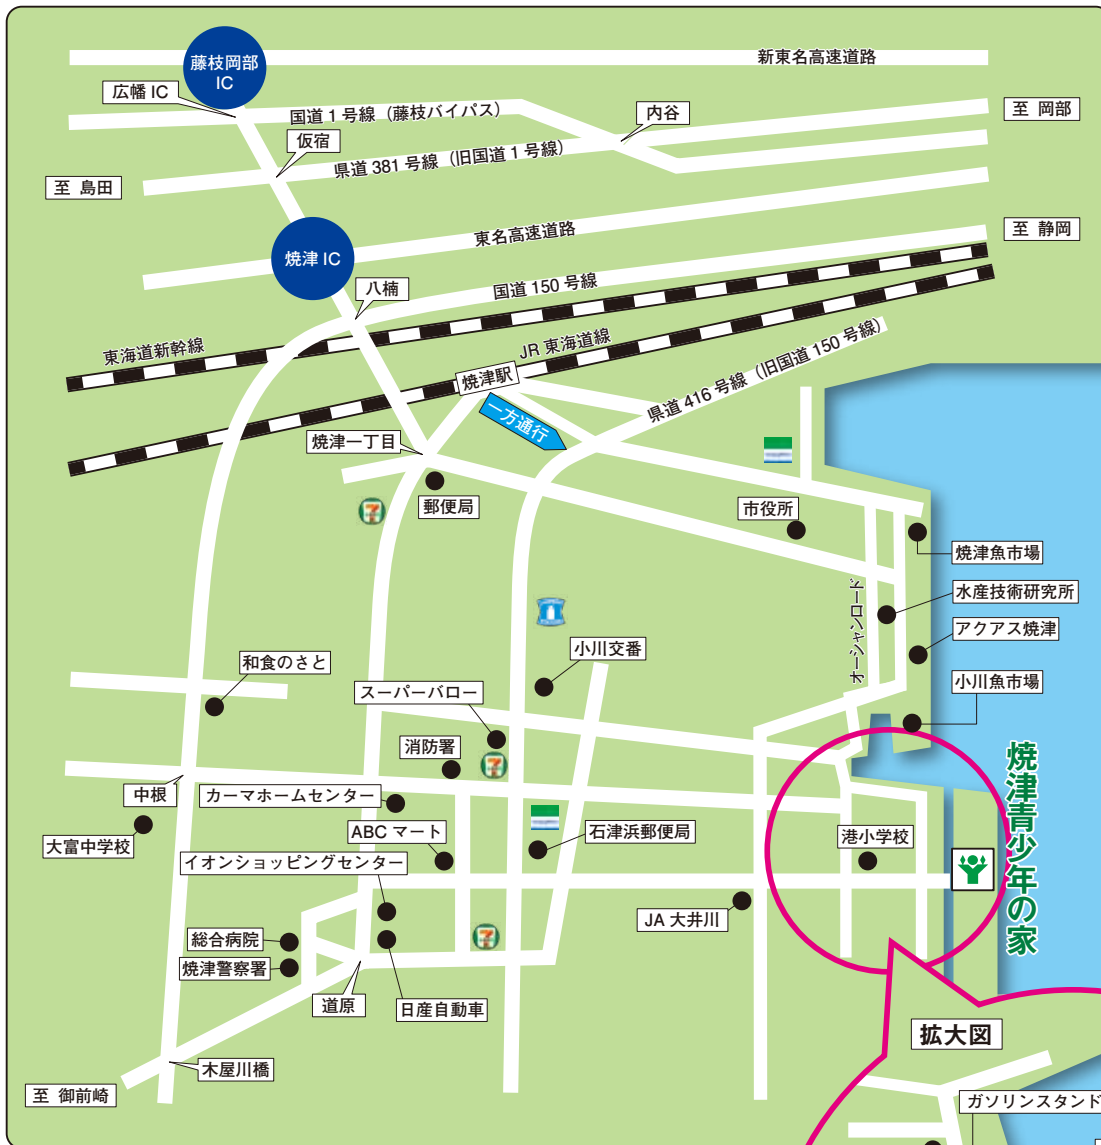 新東名高速道路
藤枝岡部
IC
広幡 IC
国道 1 号線（藤枝バイパス）
内谷
至 岡部
仮宿
県道 381 号線（旧国道 1 号線）
至 島田
東名高速道路
至 静岡
焼津 IC
八楠
国道 150 号線
東海道新幹線
JR 東海道線
焼津駅
県道 416 号線（旧国道 150 号線）
一方通行
焼津一丁目
郵便局
7
市役所
焼津魚市場
オーシャンロード
水産技術研究所
アクアス焼津
小川交番
和食のさと
スーパーバロー
小川魚市場
消防署
7
焼津青少年の家
中根
カーマホームセンター
大富中学校
ABC マート
石津浜郵便局
港小学校
イオンショッピングセンター
JA 大井川
7
総合病院
焼津警察署
道原
日産自動車
拡大図
木屋川橋
至 御前崎
ガソリンスタンド